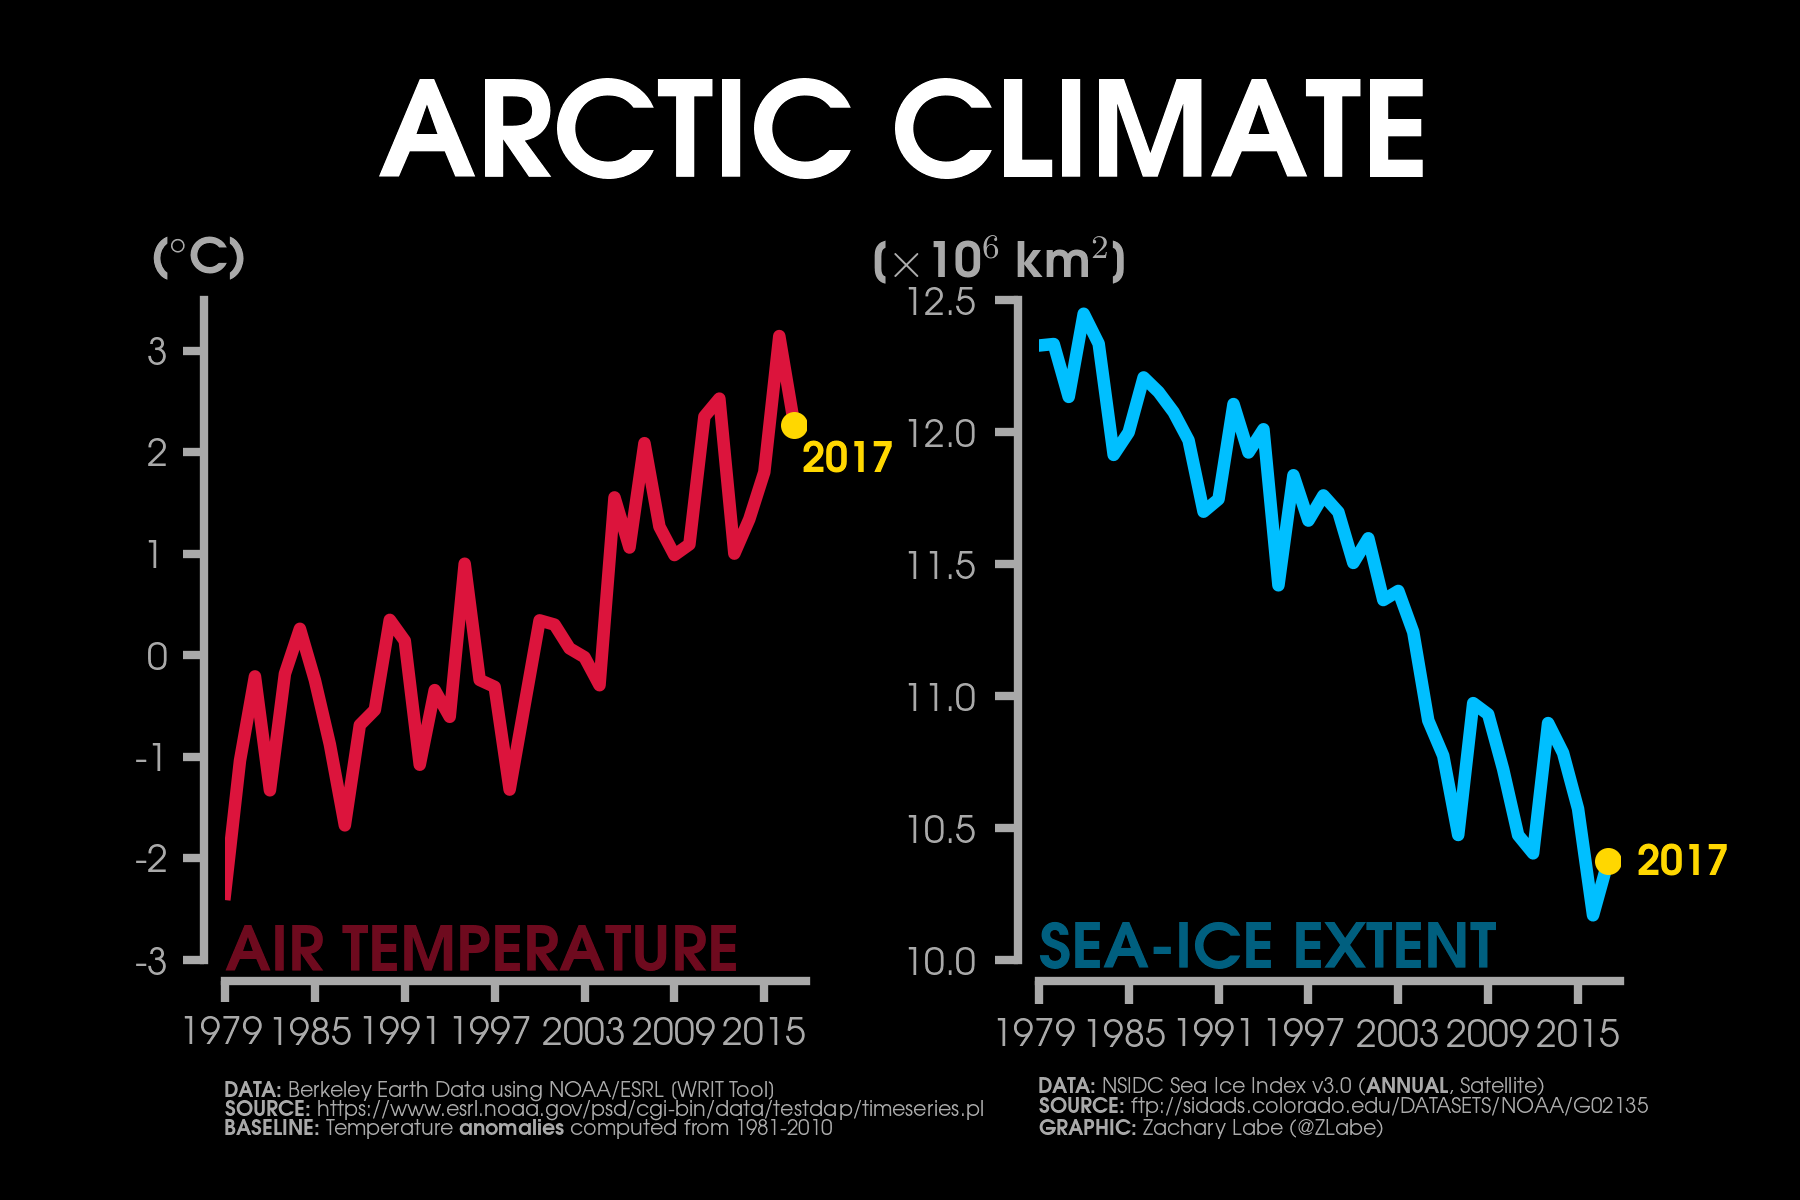 ARCTIC CLIMATE
(°C)
3
2
1
0
-1
-2
-3
2017
AIR TEMPERATURE
1979 1985 1991 1997 2003 2009 2015
DATA: Berkeley Earth Data using NOAA/ESRL (WRIT Tool)
SOURCE: https://www.esrl.noaa.gov/psd/cgi-bin/data/testdap/timeseries.pl
BASELINE: Temperature anomalies computed from 1981-2010
(×10⁶ km²)
12.5
12.0
11.5
11.0
10.5
10.0
2017
SEA-ICE EXTENT
1979 1985 1991 1997 2003 2009 2015
DATA: NSIDC Sea Ice Index v3.0 (ANNUAL, Satellite)
SOURCE: ftp://sidads.colorado.edu/DATASETS/NOAA/G02135
GRAPHIC: Zachary Labe (@ZLabe)